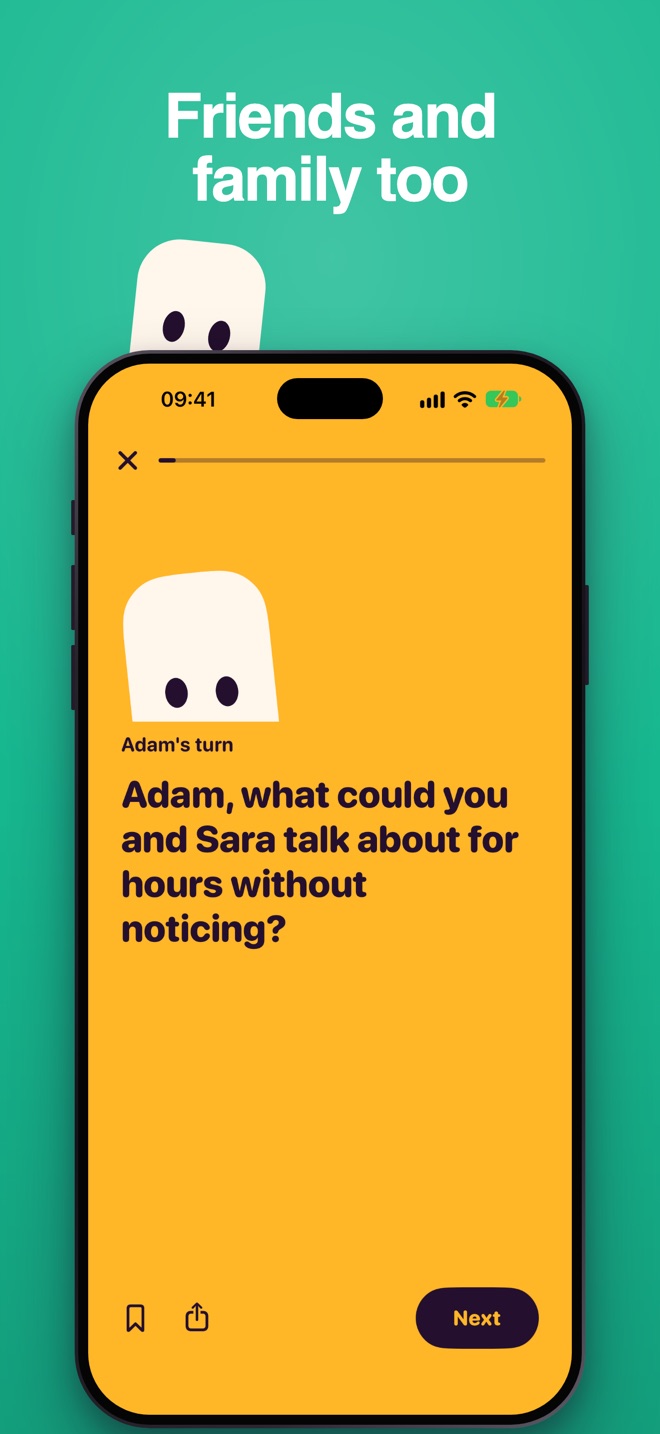 Friends and
family too
09:41
Adam's turn
Adam, what could you
and Sara talk about for
hours without
noticing?
Next